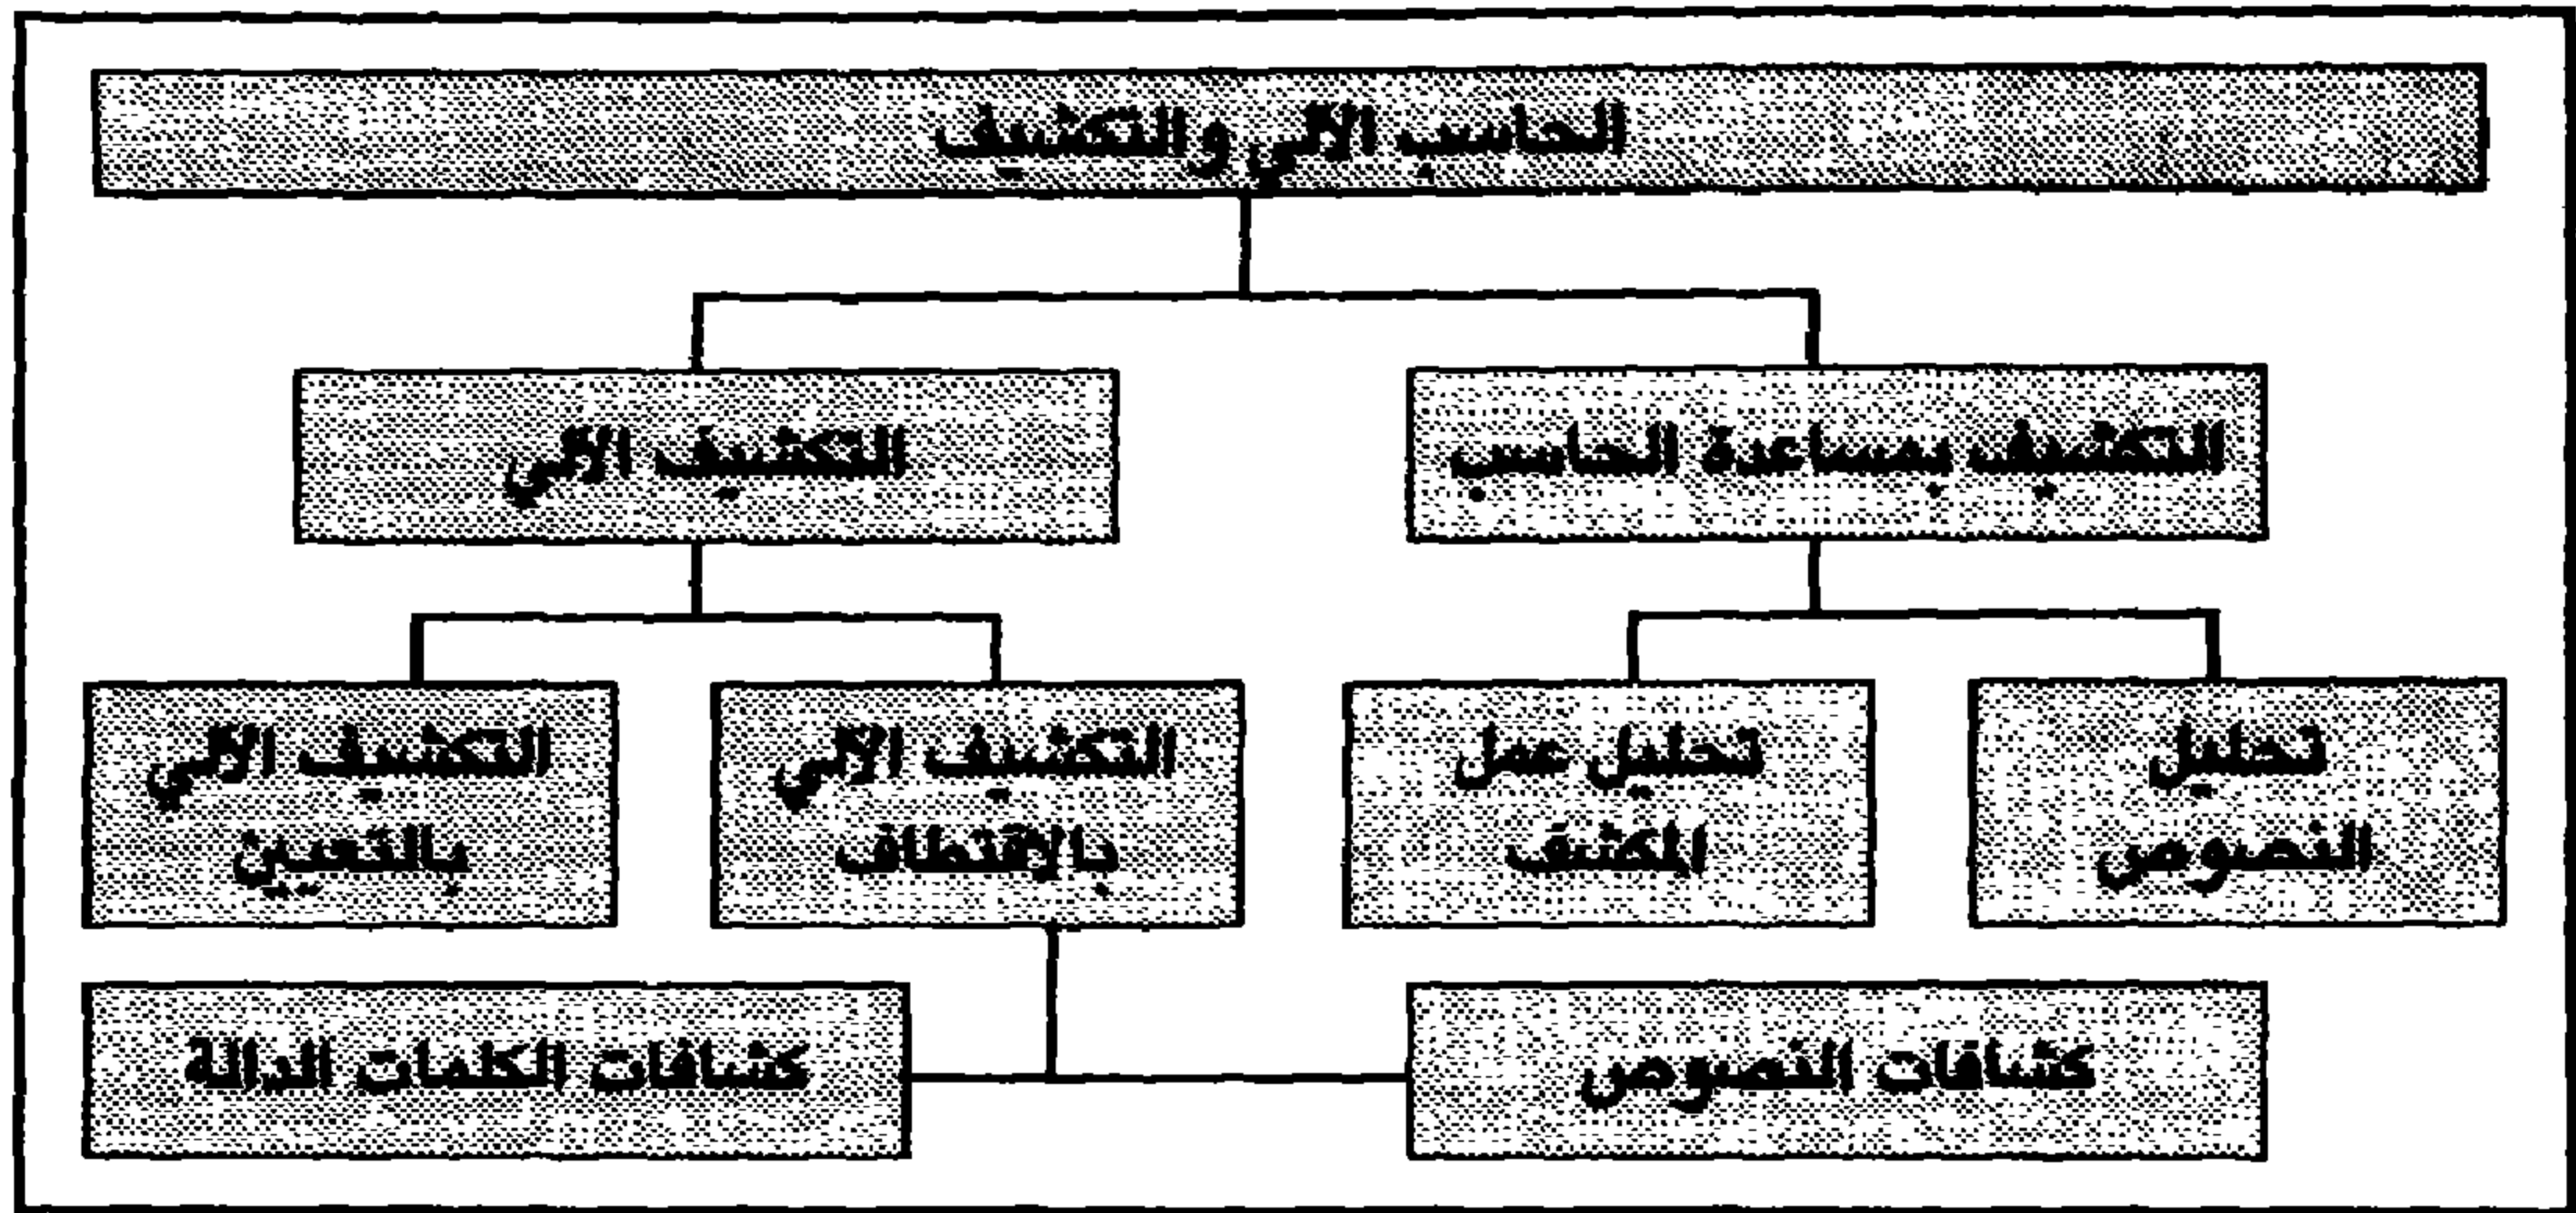 الحاسب الآلي والتكشيف
التكشيف بمساعدة الحاسب
التكشيف الآلي
تحليل
النصوص
تحليل عمل
المكشف
التكشيف الآلي
بالاقتطاف
التكشيف الآلي
بالتعيين
كشافات النصوص
كشافات الكلمات الدالة